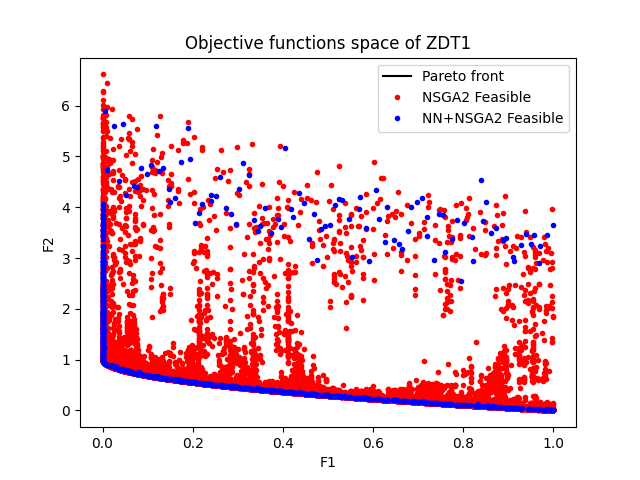 Objective functions space of ZDT1
Pareto front
NSGA2 Feasible
NN+NSGA2 Feasible
F2
6
5
4
3
2
1
0
0.0 0.2 0.4 0.6 0.8 1.0
F1